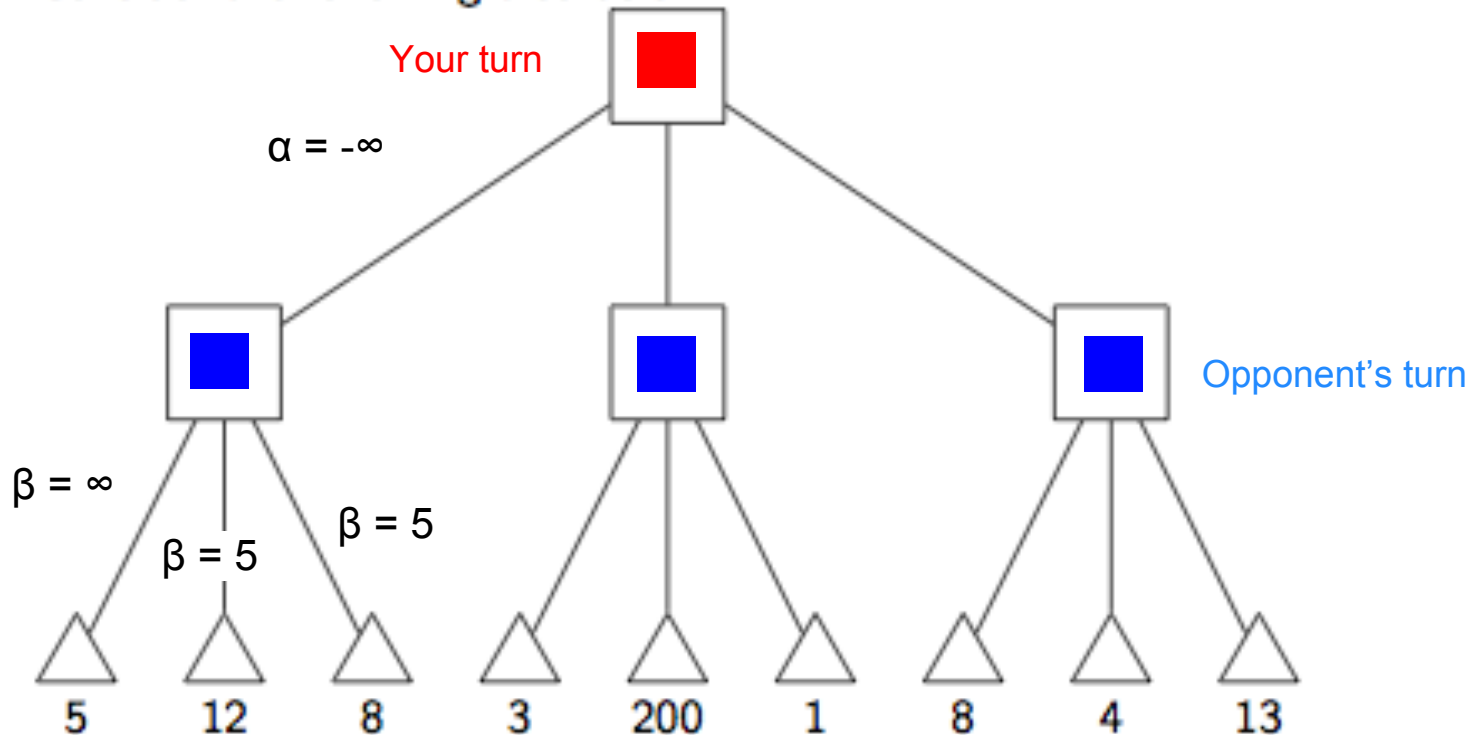 Your turn
α = -∞
Opponent's turn
β = ∞
β = 5
β = 5
5 12 8 3 200 1 8 4 13